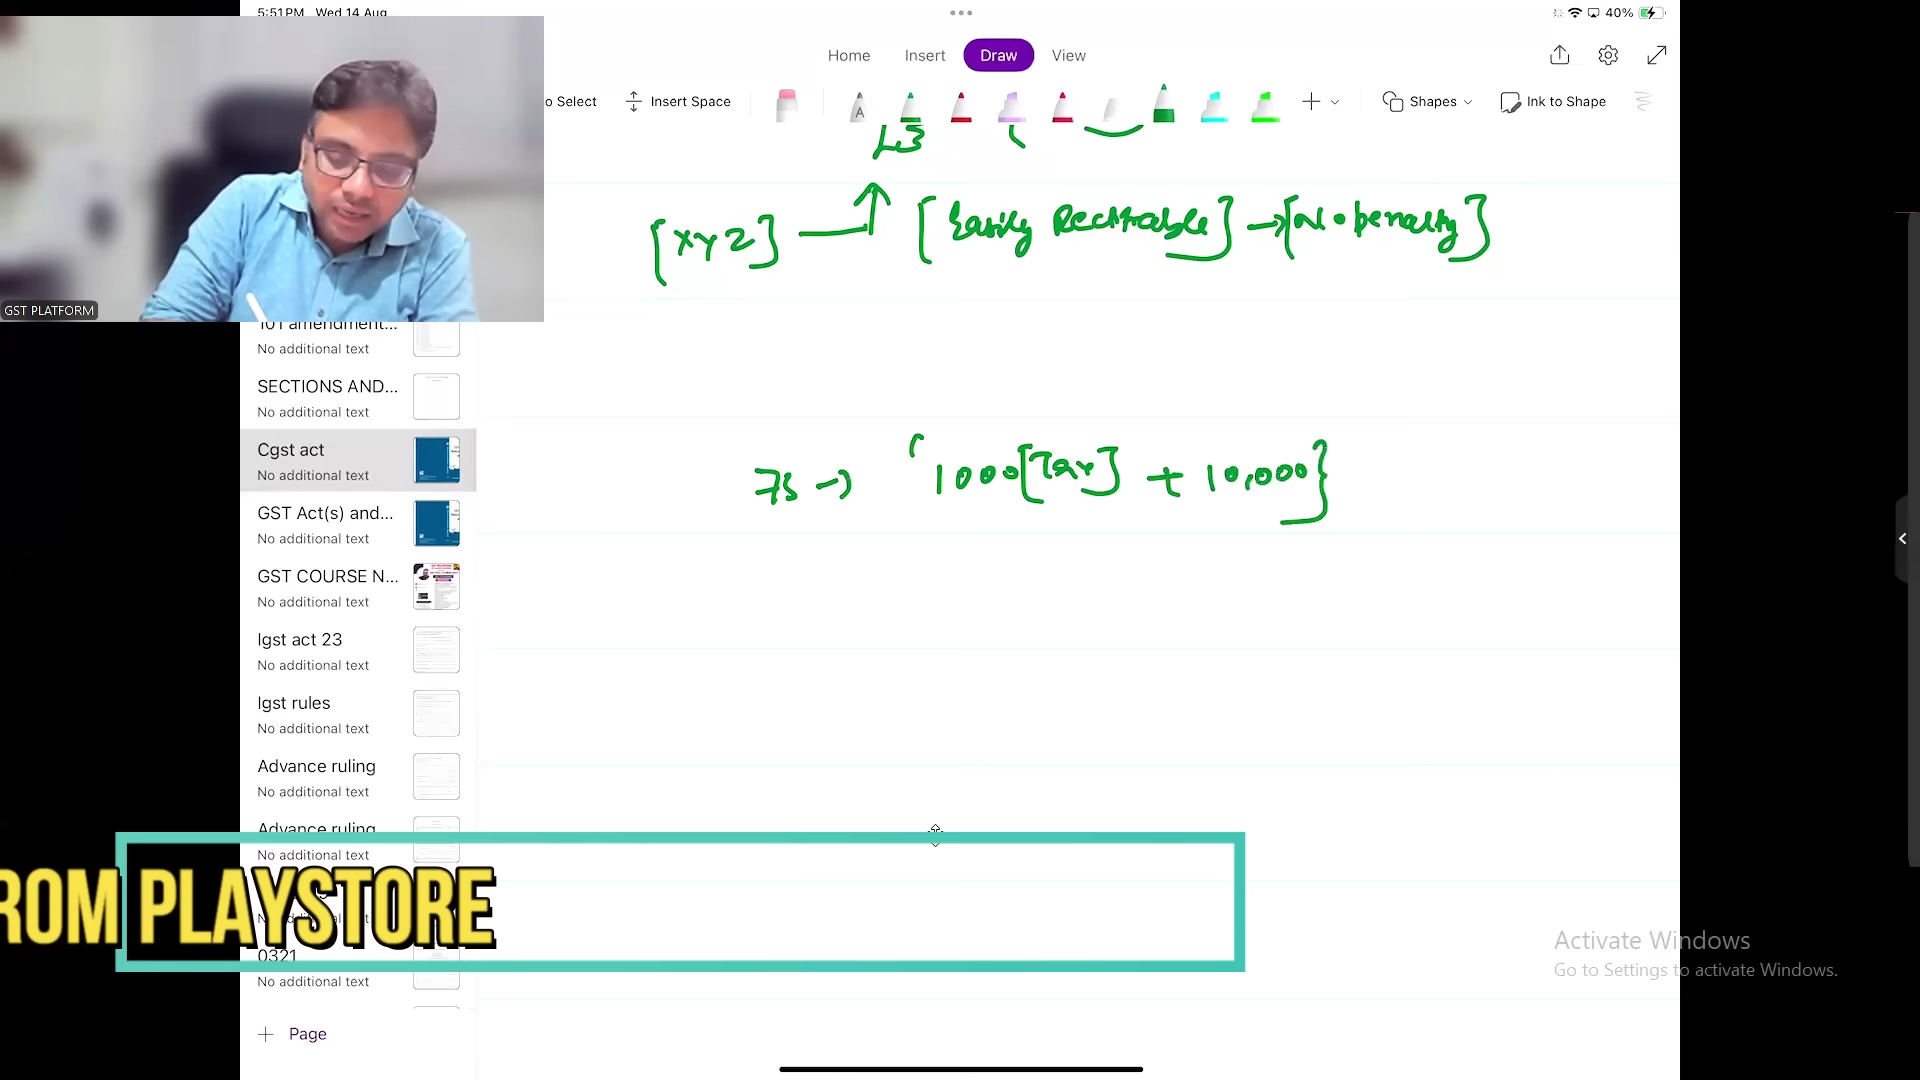 5:51 PM Wed 14 Aug
40%
Home Insert Draw View
o Select Insert Space A Shapes Ink to Shape
[XYZ] → [Easily Rectifiable] → [No penalty]
GST PLATFORM
101 amendment...
No additional text
SECTIONS AND...
No additional text
Cgst act
No additional text
73 → 1000 [Tax] + 10,000}
GST Act(s) and...
No additional text
GST COURSE N...
No additional text
Igst act 23
No additional text
Igst rules
No additional text
Advance ruling
No additional text
Advance ruling
No additional text
ROM PLAYSTORE
0321
No additional text
Activate Windows
Go to Settings to activate Windows.
+ Page